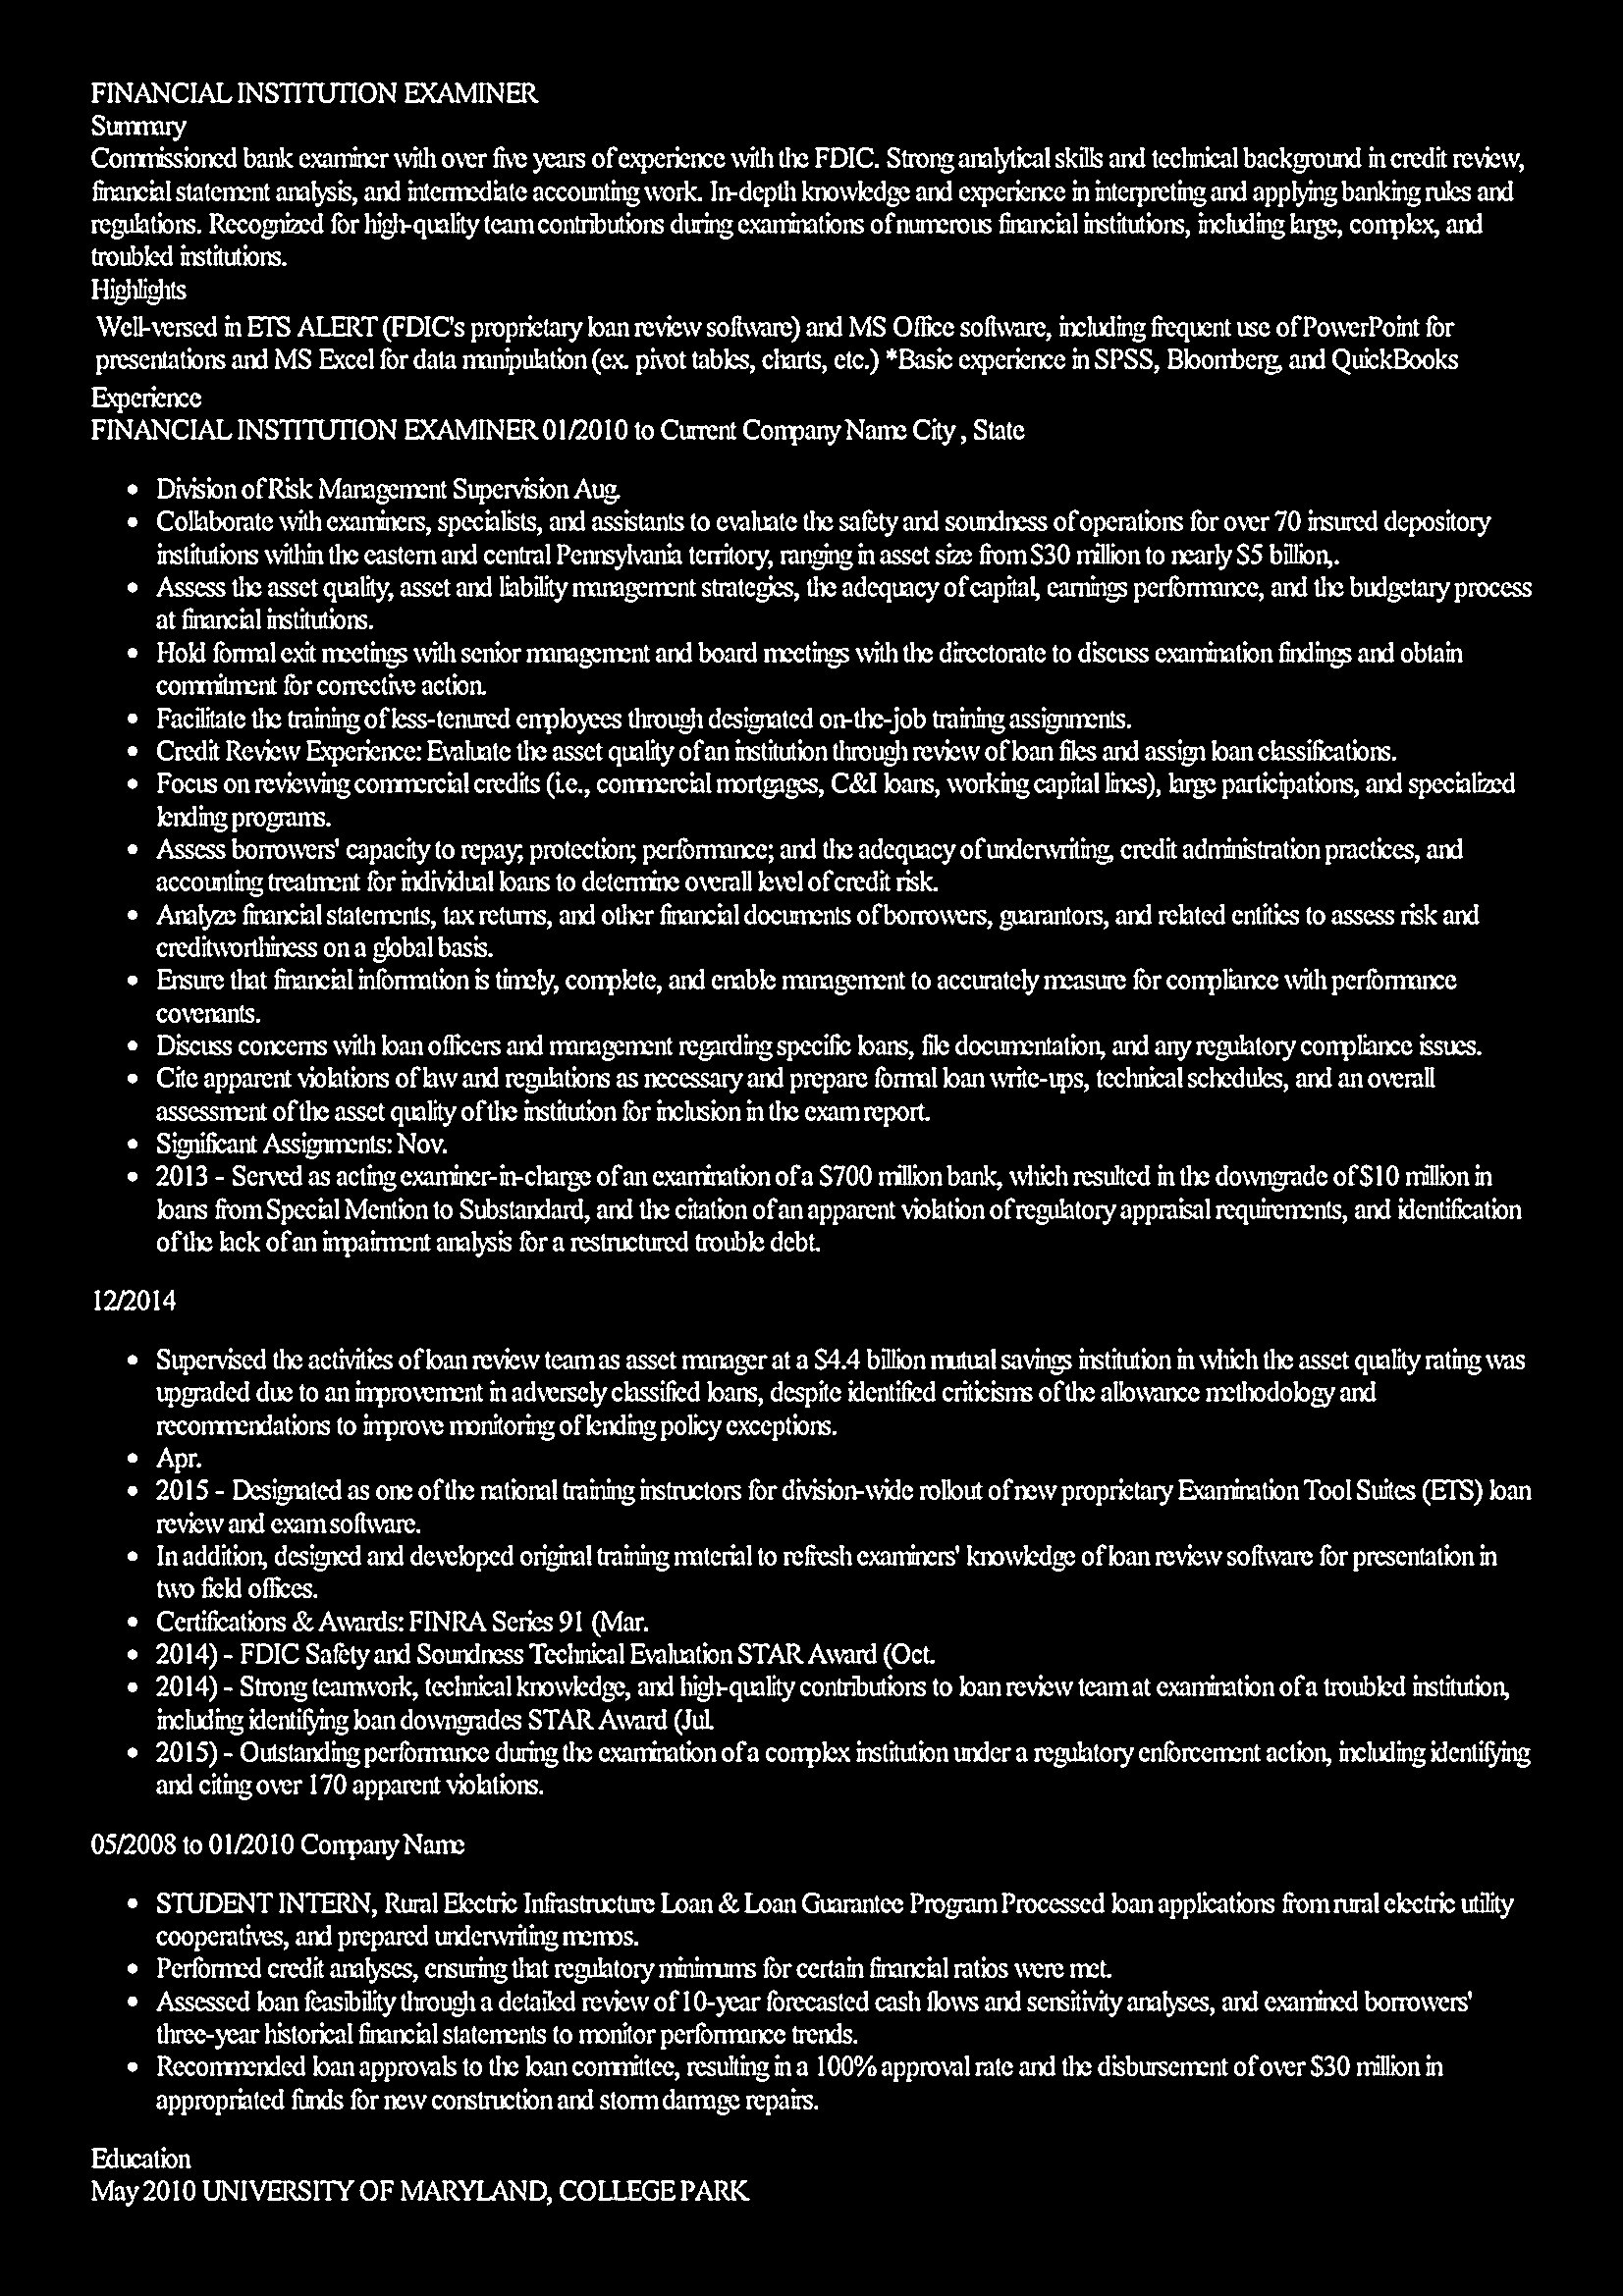 FINANCIAL INSTITUTION EXAMINER
Summary
Commissioned bank examiner with over five years of experience with the FDIC. Strong analytical skills and technical background in credit review,
financial statement analysis, and intermediate accounting work. In-depth knowledge and experience in interpreting and applying banking rules and
regulations. Recognized for high-quality team contributions during examinations of numerous financial institutions, including large, complex, and
troubled institutions.
Highlights
Well-versed in ETS ALERT (FDIC's proprietary loan review software) and MS Office software, including frequent use of PowerPoint for
presentations and MS Excel for data manipulation (ex. pivot tables, charts, etc.) *Basic experience in SPSS, Bloomberg, and QuickBooks
Experience
FINANCIAL INSTITUTION EXAMINER 01/2010 to Current Company Name City , State
• Division of Risk Management Supervision Aug.
• Collaborate with examiners, specialists, and assistants to evaluate the safety and soundness of operations for over 70 insured depository
institutions within the eastern and central Pennsylvania territory, ranging in asset size from $30 million to nearly $5 billion,.
• Assess the asset quality, asset and liability management strategies, the adequacy of capital, earnings performance, and the budgetary process
at financial institutions.
• Hold formal exit meetings with senior management and board meetings with the directorate to discuss examination findings and obtain
commitment for corrective action.
• Facilitate the training of less-tenured employees through designated on-the-job training assignments.
• Credit Review Experience: Evaluate the asset quality of an institution through review of loan files and assign loan classifications.
• Focus on reviewing commercial credits (i.e., commercial mortgages, C&I loans, working capital lines), large participations, and specialized
lending programs.
• Assess borrowers' capacity to repay; protection; performance; and the adequacy of underwriting, credit administration practices, and
accounting treatment for individual loans to determine overall level of credit risk.
• Analyze financial statements, tax returns, and other financial documents of borrowers, guarantors, and related entities to assess risk and
creditworthiness on a global basis.
• Ensure that financial information is timely, complete, and enable management to accurately measure for compliance with performance
covenants.
• Discuss concerns with loan officers and management regarding specific loans, file documentation, and any regulatory compliance issues.
• Cite apparent violations of law and regulations as necessary and prepare formal loan write-ups, technical schedules, and an overall
assessment of the asset quality of the institution for inclusion in the exam report.
• Significant Assignments: Nov.
• 2013 - Served as acting examiner-in-charge of an examination of a $700 million bank, which resulted in the downgrade of $10 million in
loans from Special Mention to Substandard, and the citation of an apparent violation of regulatory appraisal requirements, and identification
of the lack of an impairment analysis for a restructured trouble debt.
12/2014
• Supervised the activities of loan review team as asset manager at a $4.4 billion mutual savings institution in which the asset quality rating was
upgraded due to an improvement in adversely classified loans, despite identified criticisms of the allowance methodology and
recommendations to improve monitoring of lending policy exceptions.
• Apr.
• 2015 - Designated as one of the national training instructors for division-wide rollout of new proprietary Examination Tool Suites (ETS) loan
review and exam software.
• In addition, designed and developed original training material to refresh examiners' knowledge of loan review software for presentation in
two field offices.
• Certifications & Awards: FINRA Series 91 (Mar.
• 2014) - FDIC Safety and Soundness Technical Evaluation STAR Award (Oct.
• 2014) - Strong teamwork, technical knowledge, and high-quality contributions to loan review team at examination of a troubled institution,
including identifying loan downgrades STAR Award (Jul.
• 2015) - Outstanding performance during the examination of a complex institution under a regulatory enforcement action, including identifying
and citing over 170 apparent violations.
05/2008 to 01/2010 Company Name
• STUDENT INTERN, Rural Electric Infrastructure Loan & Loan Guarantee Program Processed loan applications from rural electric utility
cooperatives, and prepared underwriting memos.
• Performed credit analyses, ensuring that regulatory minimums for certain financial ratios were met.
• Assessed loan feasibility through a detailed review of 10-year forecasted cash flows and sensitivity analyses, and examined borrowers'
three-year historical financial statements to monitor performance trends.
• Recommended loan approvals to the loan committee, resulting in a 100% approval rate and the disbursement of over $30 million in
appropriated funds for new construction and storm damage repairs.
Education
May 2010 UNIVERSITY OF MARYLAND, COLLEGE PARK